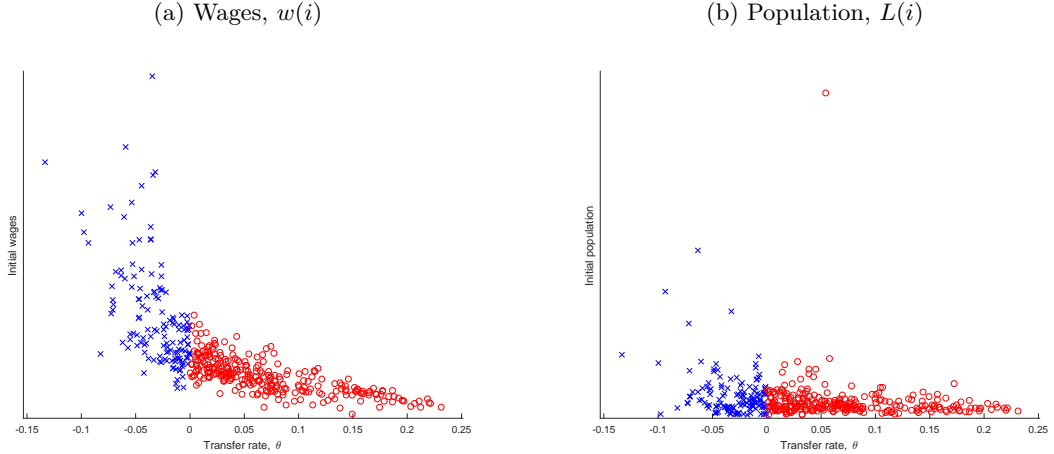 (a) Wages, w(i)
Initial wages
-0.15 -0.1 -0.05 0 0.05 0.1 0.15 0.2 0.25
Transfer rate, θ
(b) Population, L(i)
Initial population
-0.15 -0.1 -0.05 0 0.05 0.1 0.15 0.2 0.25
Transfer rate, θ